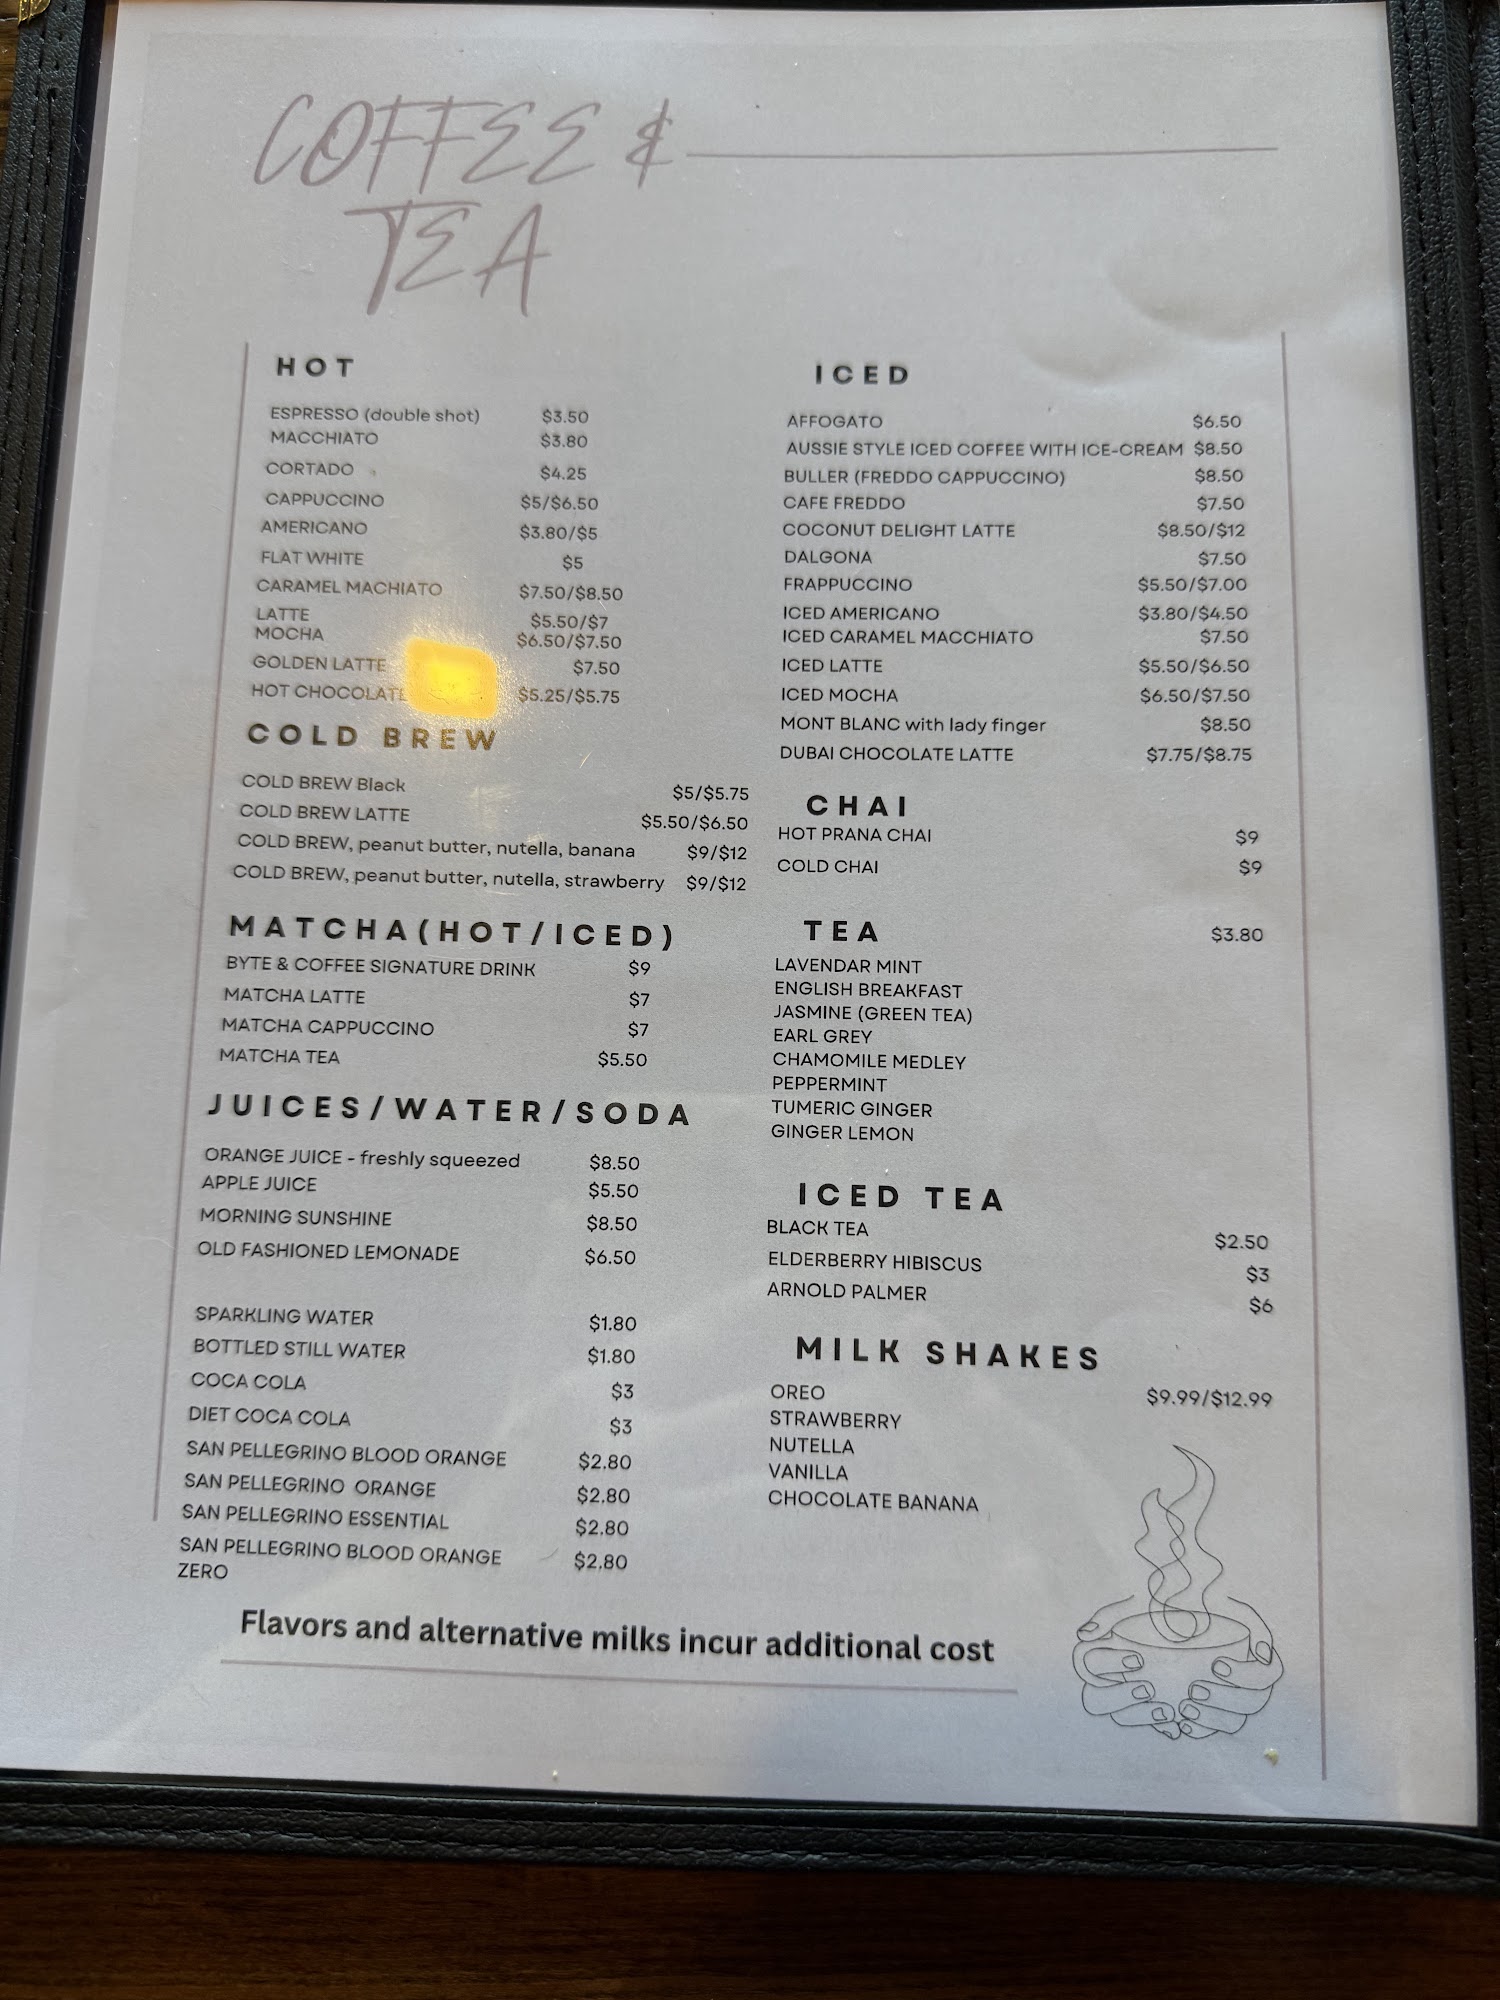 COFFEE &
TEA
HOT
ESPRESSO (double shot) $3.50
MACCHIATO $3.80
CORTADO $4.25
CAPPUCCINO $5/$6.50
AMERICANO $3.80/$5
FLAT WHITE $5
CARAMEL MACHIATO $7.50/$8.50
LATTE $5.50/$7
MOCHA $6.50/$7.50
GOLDEN LATTE $7.50
HOT CHOCOLATE $5.25/$5.75
COLD BREW
COLD BREW Black $5/$5.75
COLD BREW LATTE $5.50/$6.50
COLD BREW, peanut butter, nutella, banana $9/$12
COLD BREW, peanut butter, nutella, strawberry $9/$12
MATCHA(HOT/ICED)
BYTE & COFFEE SIGNATURE DRINK $9
MATCHA LATTE $7
MATCHA CAPPUCCINO $7
MATCHA TEA $5.50
JUICES/WATER/SODA
ORANGE JUICE - freshly squeezed $8.50
APPLE JUICE $5.50
MORNING SUNSHINE $8.50
OLD FASHIONED LEMONADE $6.50
SPARKLING WATER $1.80
BOTTLED STILL WATER $1.80
COCA COLA $3
DIET COCA COLA $3
SAN PELLEGRINO BLOOD ORANGE $2.80
SAN PELLEGRINO ORANGE $2.80
SAN PELLEGRINO ESSENTIAL $2.80
SAN PELLEGRINO BLOOD ORANGE $2.80
ZERO
ICED
AFFOGATO $6.50
AUSSIE STYLE ICED COFFEE WITH ICE-CREAM $8.50
BULLER (FREDDO CAPPUCCINO) $8.50
CAFE FREDDO $7.50
COCONUT DELIGHT LATTE $8.50/$12
DALGONA $7.50
FRAPPUCCINO $5.50/$7.00
ICED AMERICANO $3.80/$4.50
ICED CARAMEL MACCHIATO $7.50
ICED LATTE $5.50/$6.50
ICED MOCHA $6.50/$7.50
MONT BLANC with lady finger $8.50
DUBAI CHOCOLATE LATTE $7.75/$8.75
CHAI
HOT PRANA CHAI $9
COLD CHAI $9
TEA $3.80
LAVENDAR MINT
ENGLISH BREAKFAST
JASMINE (GREEN TEA)
EARL GREY
CHAMOMILE MEDLEY
PEPPERMINT
TUMERIC GINGER
GINGER LEMON
ICED TEA
BLACK TEA $2.50
ELDERBERRY HIBISCUS $3
ARNOLD PALMER $6
MILK SHAKES
OREO $9.99/$12.99
STRAWBERRY
NUTELLA
VANILLA
CHOCOLATE BANANA
Flavors and alternative milks incur additional cost